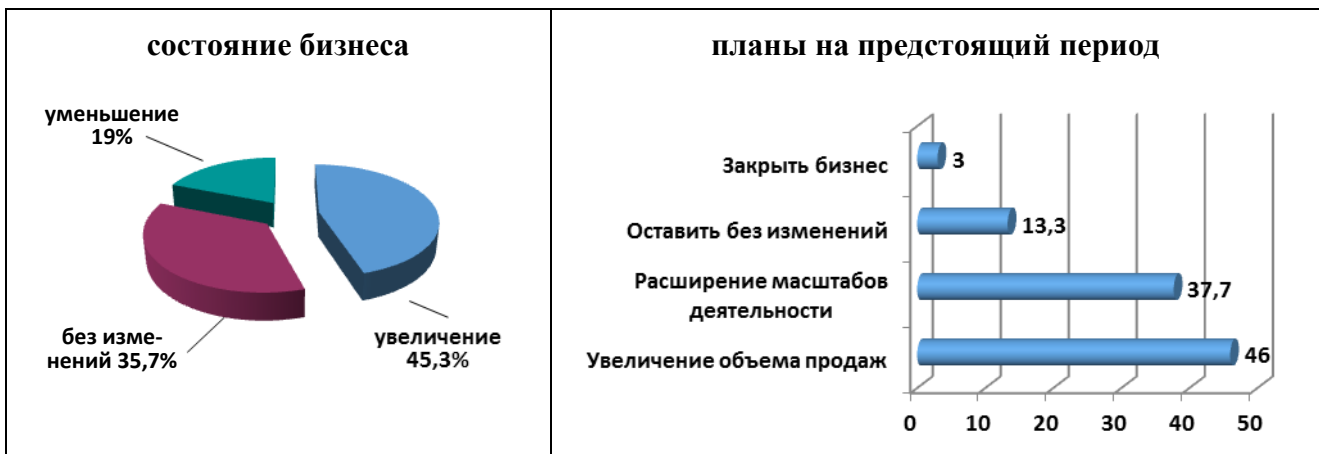 состояние бизнеса
уменьшение
19%
без изме-
нений 35,7%
увеличение
45,3%
планы на предстоящий период
Закрыть бизнес
3
Оставить без изменений
13,3
Расширение масштабов
деятельности
37,7
Увеличение объема продаж
46
0 10 20 30 40 50